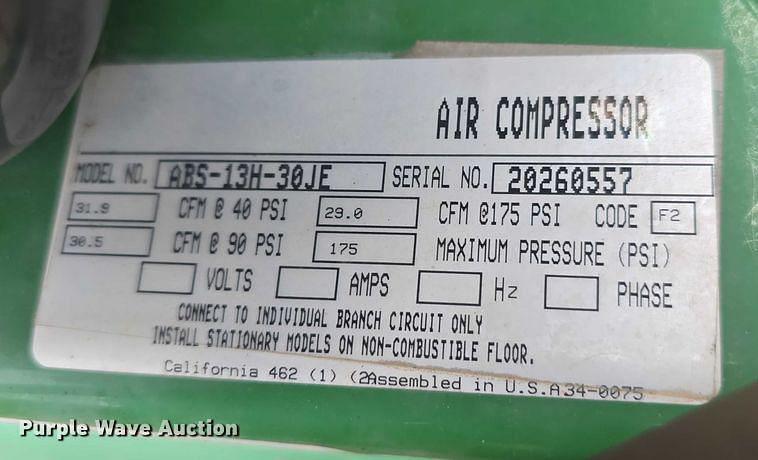 AIR COMPRESSOR
MODEL NO. ABS-13H-30JE SERIAL NO. 20260557
31.9 CFM @ 40 PSI 29.0 CFM @175 PSI CODE F2
30.5 CFM @ 90 PSI 175 MAXIMUM PRESSURE (PSI)
VOLTS AMPS Hz PHASE
CONNECT TO INDIVIDUAL BRANCH CIRCUIT ONLY
INSTALL STATIONARY MODELS ON NON-COMBUSTIBLE FLOOR.
California 462 (1) (2Assembled in U.S.A34-0075
Purple Wave Auction